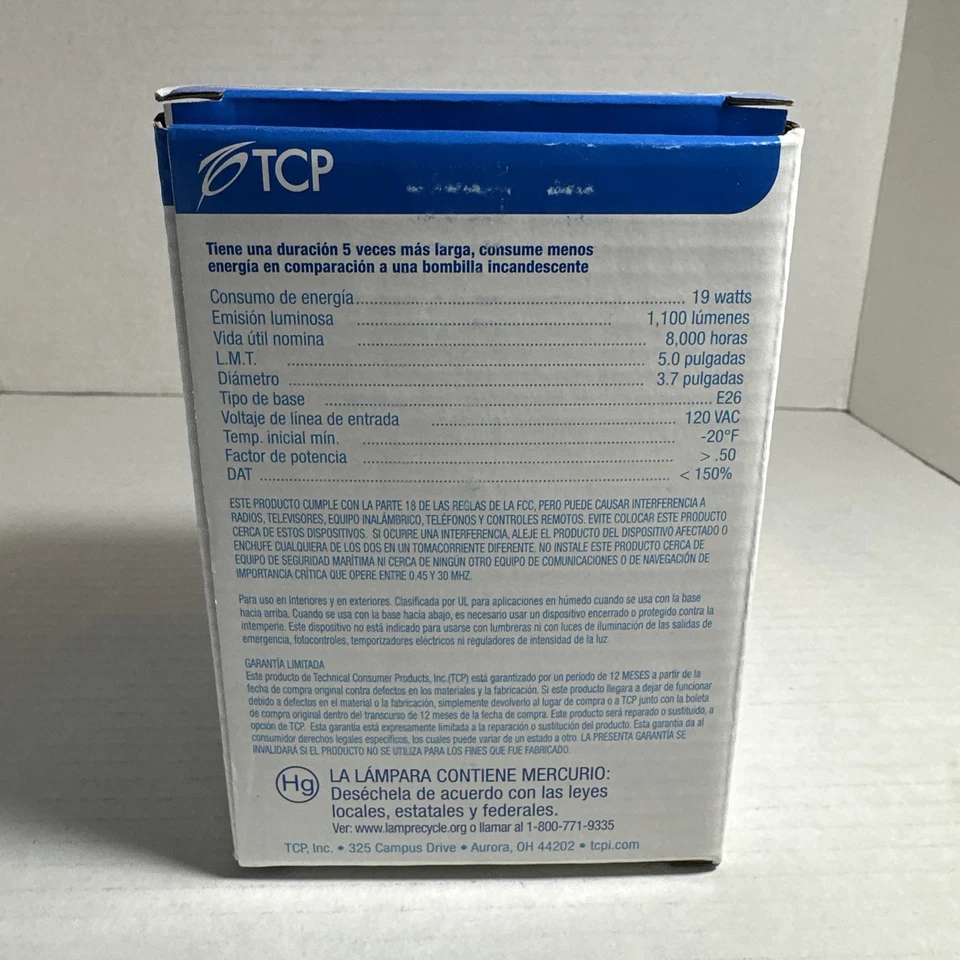 TCP
Tiene una duración 5 veces más larga, consume menos
energía en comparación a una bombilla incandescente
Consumo de energía........ 19 watts
Emisión luminosa ........ 1,100 lúmenes
Vida útil nomina ........ 8,000 horas
L.M.T. ........ 5.0 pulgadas
Diámetro ........ 3.7 pulgadas
Tipo de base ........ E26
Voltaje de línea de entrada ........ 120 VAC
Temp. inicial mín. ........ -20°F
Factor de potencia ........ > .50
DAT ........ < 150%
ESTE PRODUCTO CUMPLE CON LA PARTE 18 DE LAS REGLAS DE LA FCC, PERO PUEDE CAUSAR INTERFERENCIA A
RADIOS, TELEVISORES, EQUIPO INALÁMBRICO, TELÉFONOS Y CONTROLES REMOTOS. EVITE COLOCAR ESTE PRODUCTO
CERCA DE ESTOS DISPOSITIVOS. SI OCURRE UNA INTERFERENCIA, ALEJE EL PRODUCTO DEL DISPOSITIVO AFECTADO O
ENCHUFE CUALQUIERA DE LOS DOS EN UN TOMACORRIENTE DIFERENTE. NO INSTALE ESTE PRODUCTO CERCA DE
EQUIPO DE SEGURIDAD MARÍTIMA NI CERCA DE NINGÚN OTRO EQUIPO DE COMUNICACIONES O DE NAVEGACIÓN DE
IMPORTANCIA CRÍTICA QUE OPERE ENTRE 0.45 Y 30 MHZ.
Para uso en interiores y en exteriores. Clasificada por UL para aplicaciones en húmedo cuando se usa con la base
hacia arriba. Cuando se usa con la base hacia abajo, es necesario usar un dispositivo encerrado o protegido contra la
intemperie. Este dispositivo no está indicado para usarse con lumbreras ni con luces de iluminación de las salidas de
emergencia, fotocontroles, temporizadores eléctricos ni reguladores de intensidad de la luz.
GARANTÍA LIMITADA
Este producto de Technical Consumer Products, Inc.(TCP) está garantizado por un período de 12 MESES a partir de la
fecha de compra original contra defectos en los materiales y la fabricación. Si este producto llegara a dejar de funcionar
debido a defectos en el material o la fabricación, simplemente devolverlo al lugar de compra o a TCP junto con la boleta
de compra original dentro del transcurso de 12 meses de la fecha de compra. Este producto será reparado o sustituido, a
opción de TCP. Esta garantía está expresamente limitada a la reparación o sustitución del producto. Esta garantía da al
consumidor derechos legales específicos, los cuales puede variar de un estado a otro. LA PRESENTA GARANTÍA SE
INVALIDARÁ SI EL PRODUCTO NO SE UTILIZA PARA LOS FINES QUE FUE FABRICADO.
Hg LA LÁMPARA CONTIENE MERCURIO:
Deséchela de acuerdo con las leyes
locales, estatales y federales.
Ver: www.lamprecycle.org o llamar al 1-800-771-9335
TCP, Inc. • 325 Campus Drive • Aurora, OH 44202 • tcpi.com